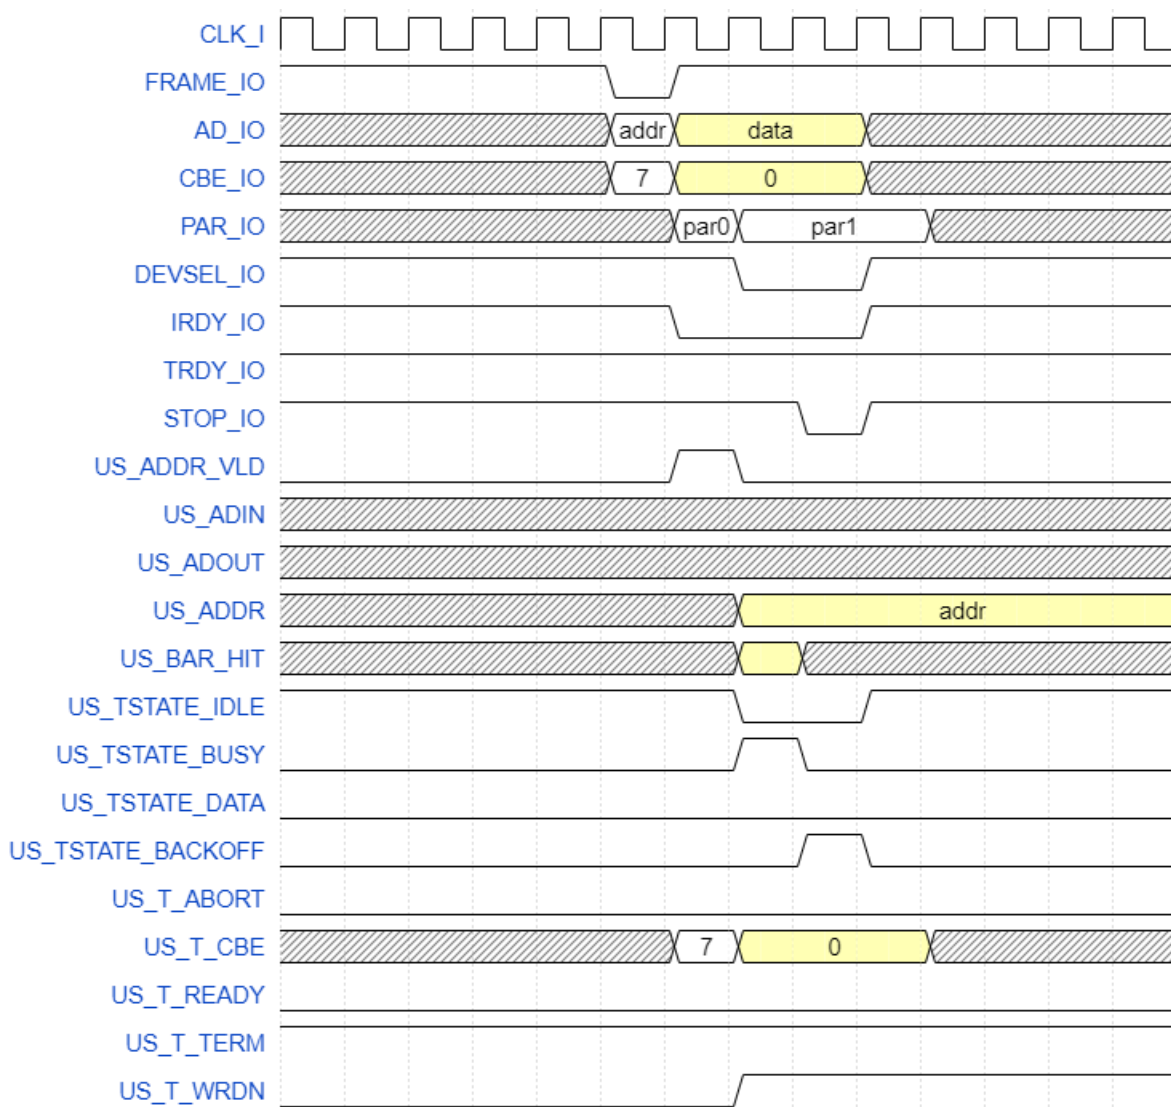 CLK_I
FRAME_IO
AD_IO addr data
CBE_IO 7 0
PAR_IO par0 par1
DEVSEL_IO
IRDY_IO
TRDY_IO
STOP_IO
US_ADDR_VLD
US_ADIN
US_ADOUT
US_ADDR addr
US_BAR_HIT
US_TSTATE_IDLE
US_TSTATE_BUSY
US_TSTATE_DATA
US_TSTATE_BACKOFF
US_T_ABORT
US_T_CBE 7 0
US_T_READY
US_T_TERM
US_T_WRDN